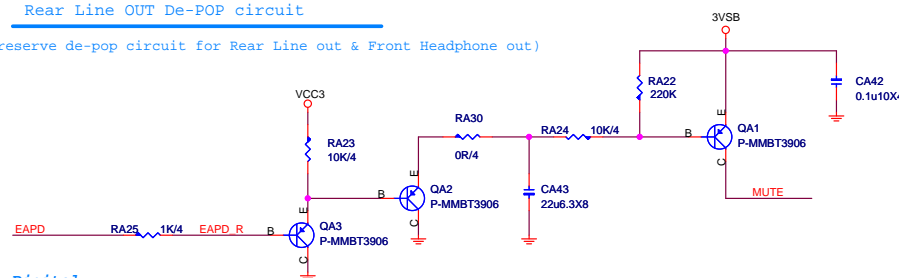 Rear Line OUT De-POP circuit
reserve de-pop circuit for Rear Line out & Front Headphone out)
3VSB
RA22
220K
CA42
0.1u10X4
VCC3
RA23
10K/4
RA30
0R/4
RA24 10K/4
B
E
C
QA1
P-MMBT3906
MUTE
CA43
22u6.3X8
B
E
C
QA2
P-MMBT3906
EAPD
RA25 1K/4
EAPD_R
B
E
C
QA3
P-MMBT3906